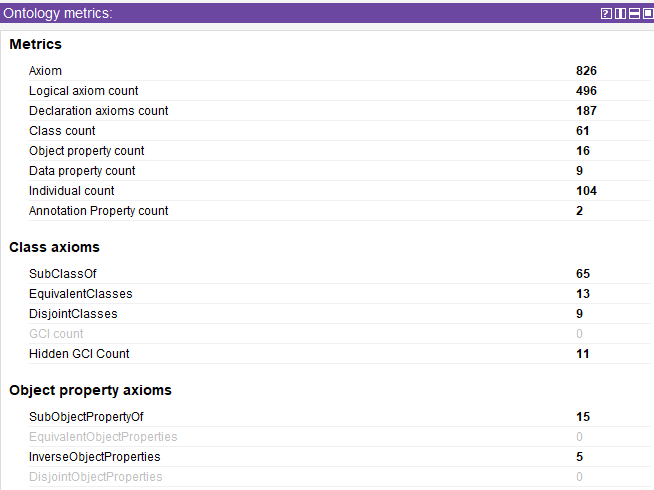 Ontology metrics:
Metrics
Axiom 826
Logical axiom count 496
Declaration axioms count 187
Class count 61
Object property count 16
Data property count 9
Individual count 104
Annotation Property count 2
Class axioms
SubClassOf 65
EquivalentClasses 13
DisjointClasses 9
GCI count 0
Hidden GCI Count 11
Object property axioms
SubObjectPropertyOf 15
EquivalentObjectProperties 0
InverseObjectProperties 5
DisjointObjectProperties 0